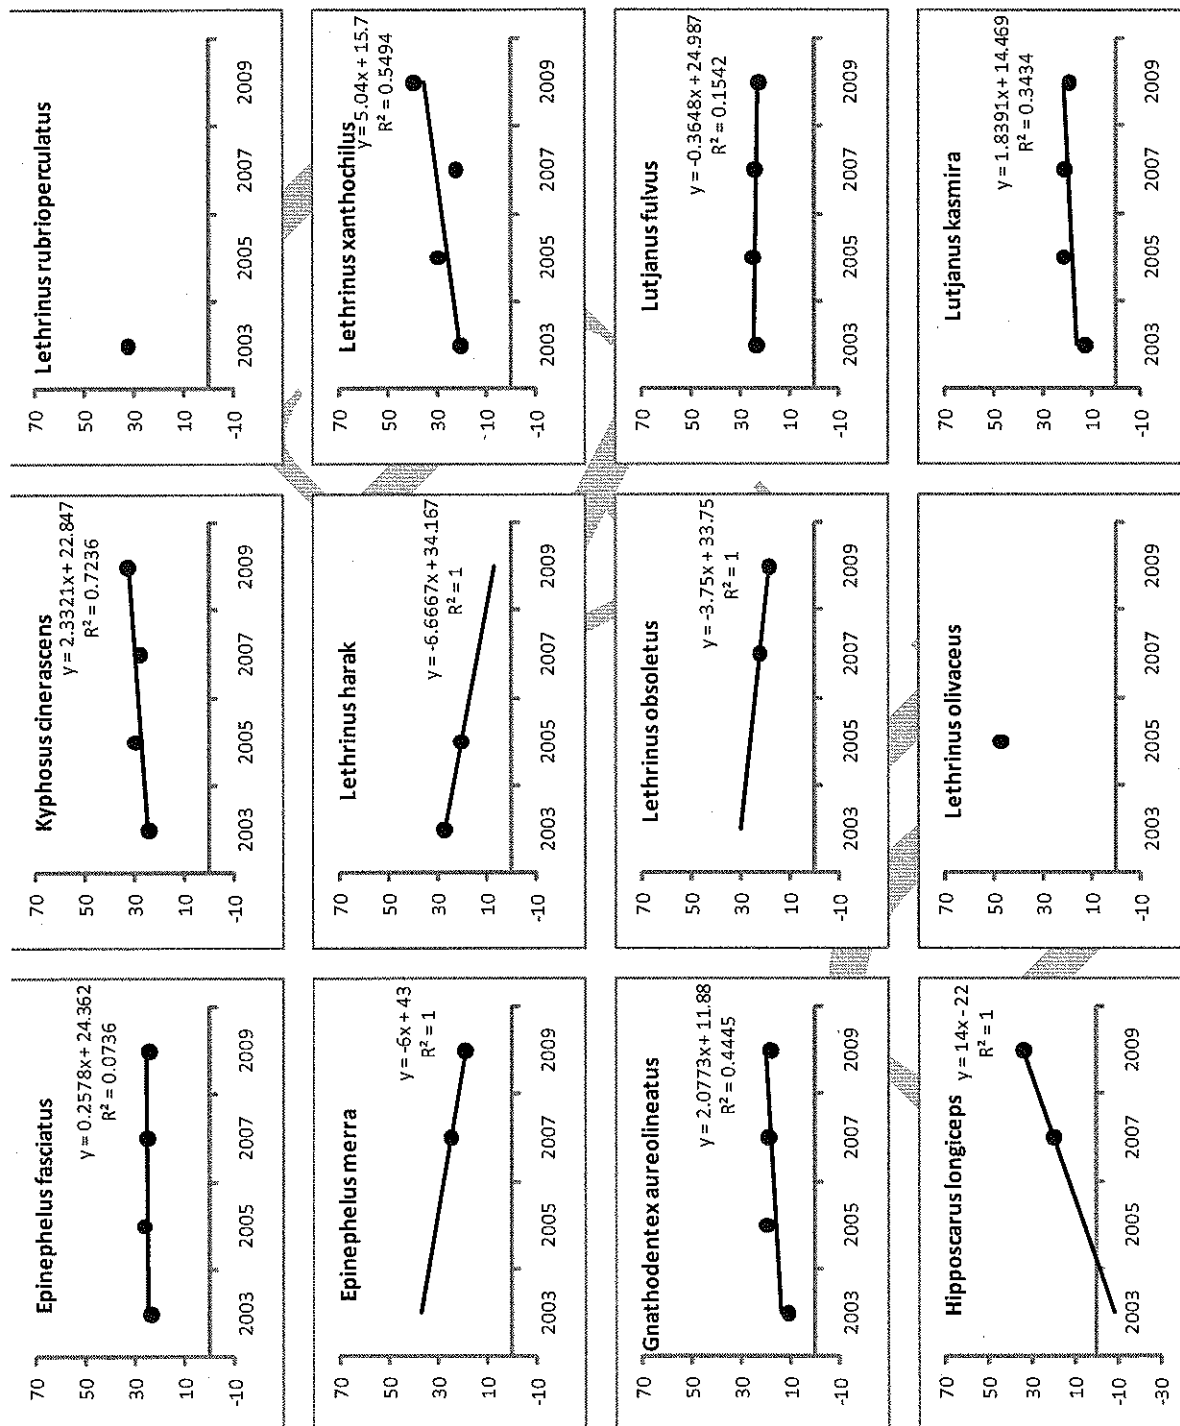 Epinephelus fasciatus
y = 0.2578x + 24.362
R² = 0.0736
70
50
30
10
-10
2003 2005 2007 2009
Kyphosus cinerascens
y = 2.3321x + 22.847
R² = 0.7236
70
50
30
10
-10
2003 2005 2007 2009
Lethrinus rubrioperculatus
70
50
30
10
-10
2003 2005 2007 2009
Epinephelus merra
y = -6x + 43
R² = 1
70
50
30
10
-10
2003 2005 2007 2009
Lethrinus harak
y = -6.6667x + 34.167
R² = 1
70
50
30
10
-10
2003 2005 2007 2009
Lethrinus xanthochilus
y = 5.04x + 15.7
R² = 0.5494
70
50
30
10
-10
2003 2005 2007 2009
Gnathodentex aureolineatus
y = 2.0773x + 11.88
R² = 0.4445
70
50
30
10
-10
2003 2005 2007 2009
Lethrinus obsoletus
y = -3.75x + 33.75
R² = 1
70
50
30
10
-10
2003 2005 2007 2009
Lutjanus fulvus
y = -0.3648x + 24.987
R² = 0.1542
70
50
30
10
-10
2003 2005 2007 2009
Hipposcarus longiceps
y = 14x - 22
R² = 1
70
50
30
10
-10
-30
2003 2005 2007 2009
Lethrinus olivaceus
70
50
30
10
-10
2003 2005 2007 2009
Lutjanus kasmira
y = 1.8391x + 14.469
R² = 0.3434
70
50
30
10
-10
2003 2005 2007 2009